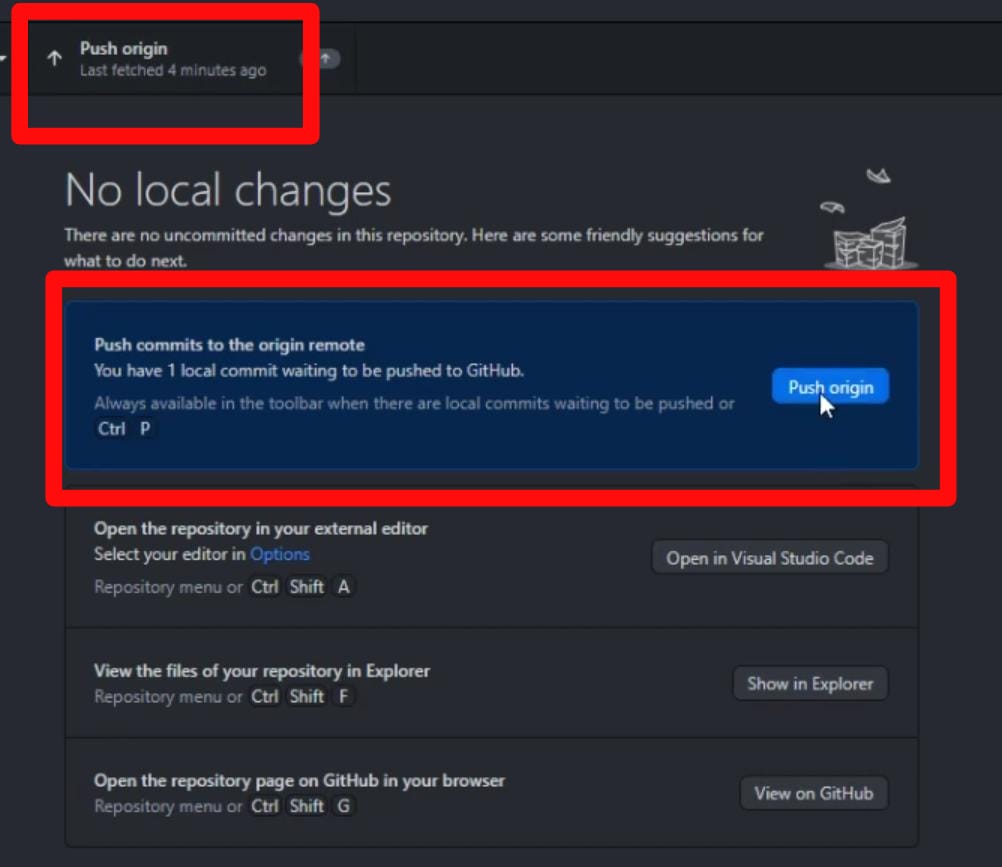 Push origin
Last fetched 4 minutes ago
No local changes
There are no uncommitted changes in this repository. Here are some friendly suggestions for
what to do next.
Push commits to the origin remote
You have 1 local commit waiting to be pushed to GitHub.
Always available in the toolbar when there are local commits waiting to be pushed or
Ctrl P
Push origin
Open the repository in your external editor
Select your editor in Options
Repository menu or Ctrl Shift A
Open in Visual Studio Code
View the files of your repository in Explorer
Repository menu or Ctrl Shift F
Show in Explorer
Open the repository page on GitHub in your browser
Repository menu or Ctrl Shift G
View on GitHub